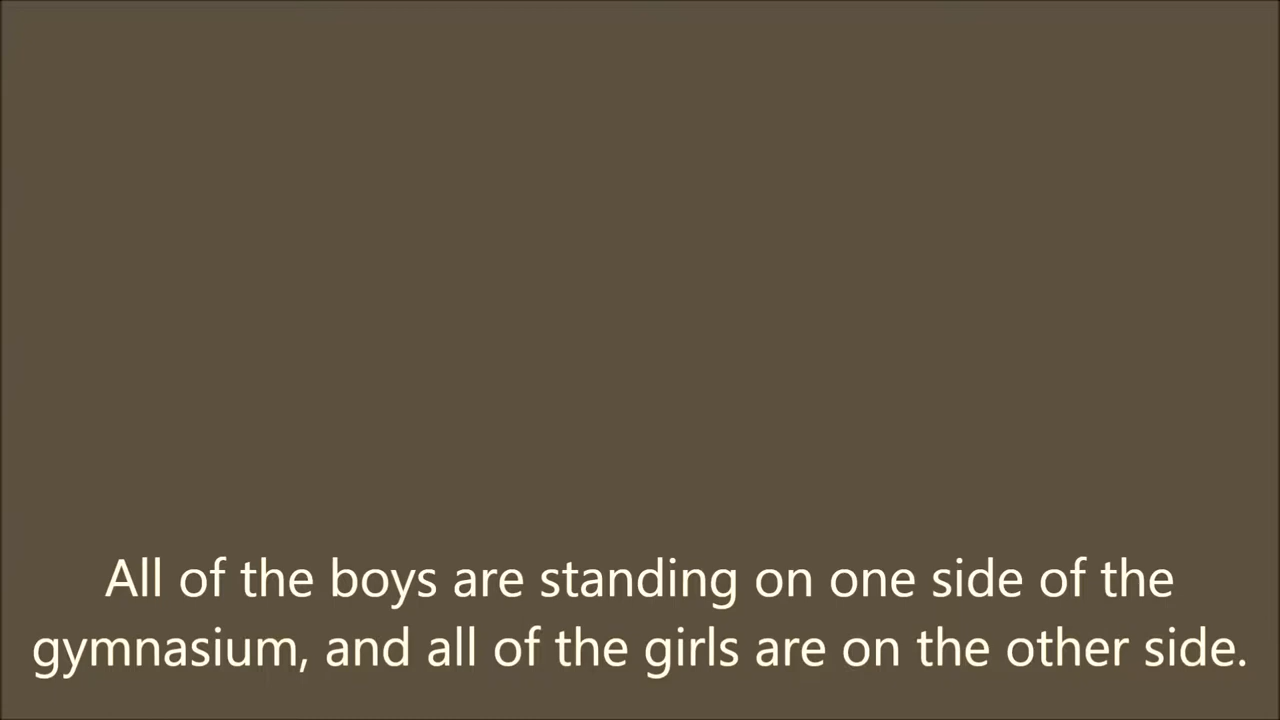 All of the boys are standing on one side of the
gymnasium, and all of the girls are on the other side.